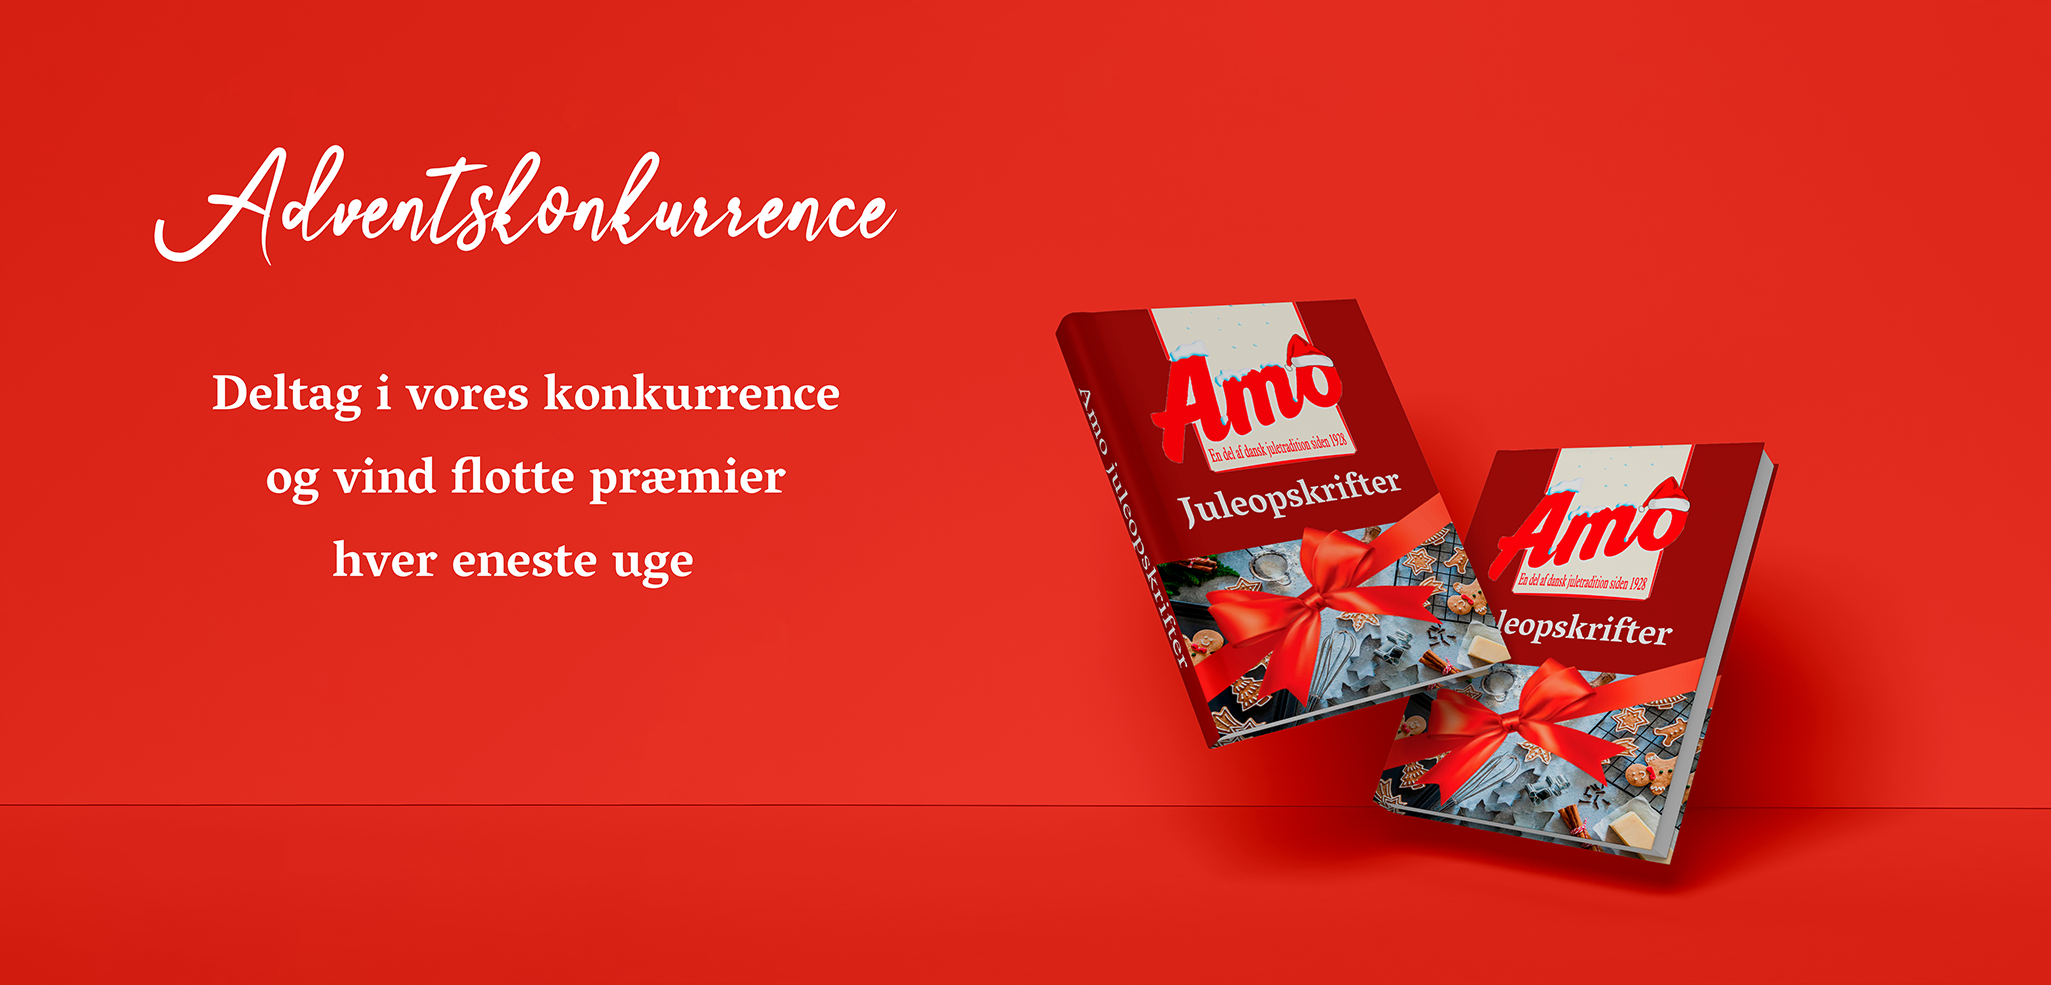 Adventskonkurrence
Deltag i vores konkurrence
og vind flotte præmier
hver eneste uge
Amo
En del af dansk juletradition siden 1928
Juleopskrifter
Amo juleopskrifter
Amo
En del af dansk juletradition siden 1928
leopskrifter